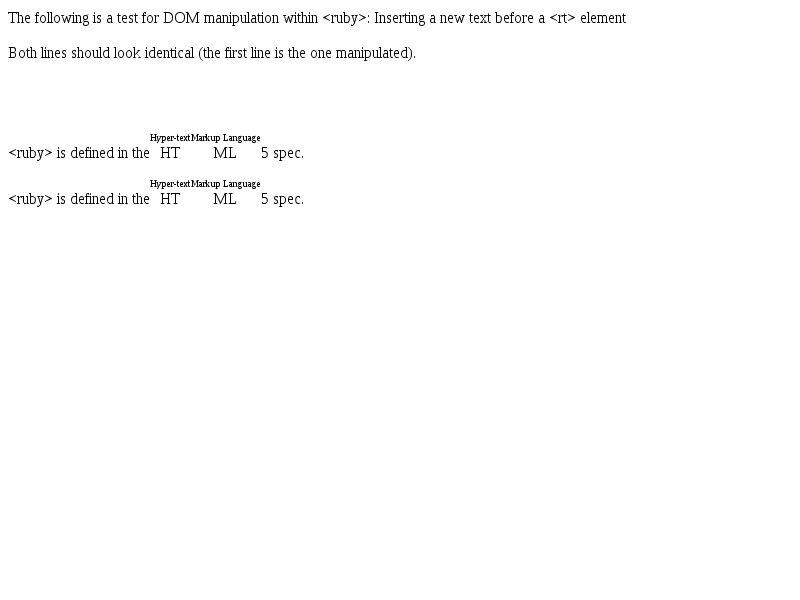 The following is a test for DOM manipulation within <ruby>: Inserting a new text before a <rt> element
Both lines should look identical (the first line is the one manipulated).
Hyper-text Markup Language
<ruby> is defined in the HT ML 5 spec.
Hyper-text Markup Language
<ruby> is defined in the HT ML 5 spec.